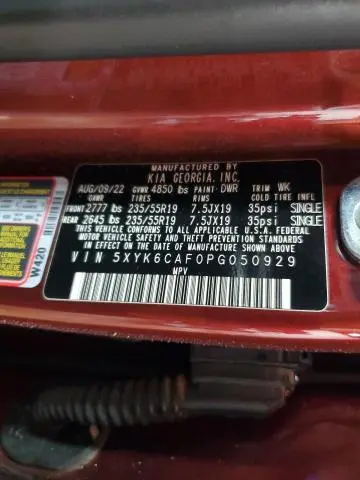 MANUFACTURED BY
KIA GEORGIA, INC.
AUG/09/22 GVWR 4850 lbs PAINT: DWR TRIM WK
GAWR TIRES RIMS COLD TIRE INFL
FRONT 2777 lbs 235/55R19 7.5JX19 35psi SINGLE
REAR 2645 lbs 235/55R19 7.5JX19 35psi SINGLE
THIS VEHICLE CONFORMS TO ALL APPLICABLE U.S.A. FEDERAL
MOTOR VEHICLE SAFETY, BUMPER, AND
THEFT PREVENTION STANDARDS IN EFFECT ON THE DATE OF
MANUFACTURE SHOWN ABOVE.
VIN 5XYK6CAF0PG050929
MPV
W420